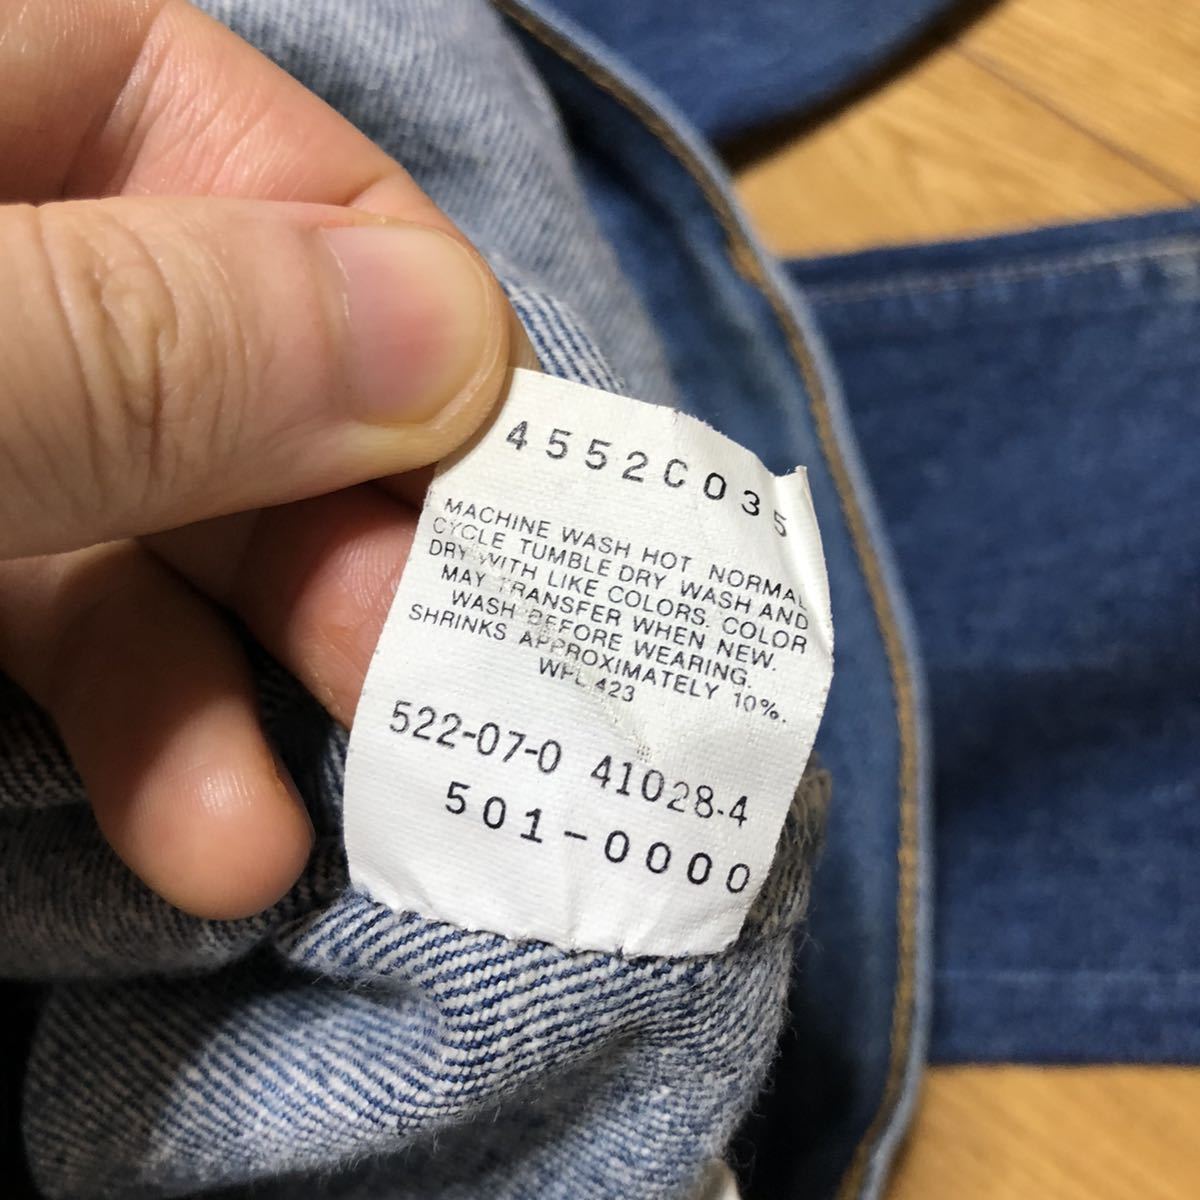 4552C035
MACHINE WASH HOT NORMAL
CYCLE TUMBLE DRY WASH AND
DRY WITH LIKE COLORS. COLOR
MAY TRANSFER WHEN NEW.
WASH BEFORE WEARING.
SHRINKS APPROXIMATELY 10%.
WPL 423
522-07-0 41028-4
501-0000